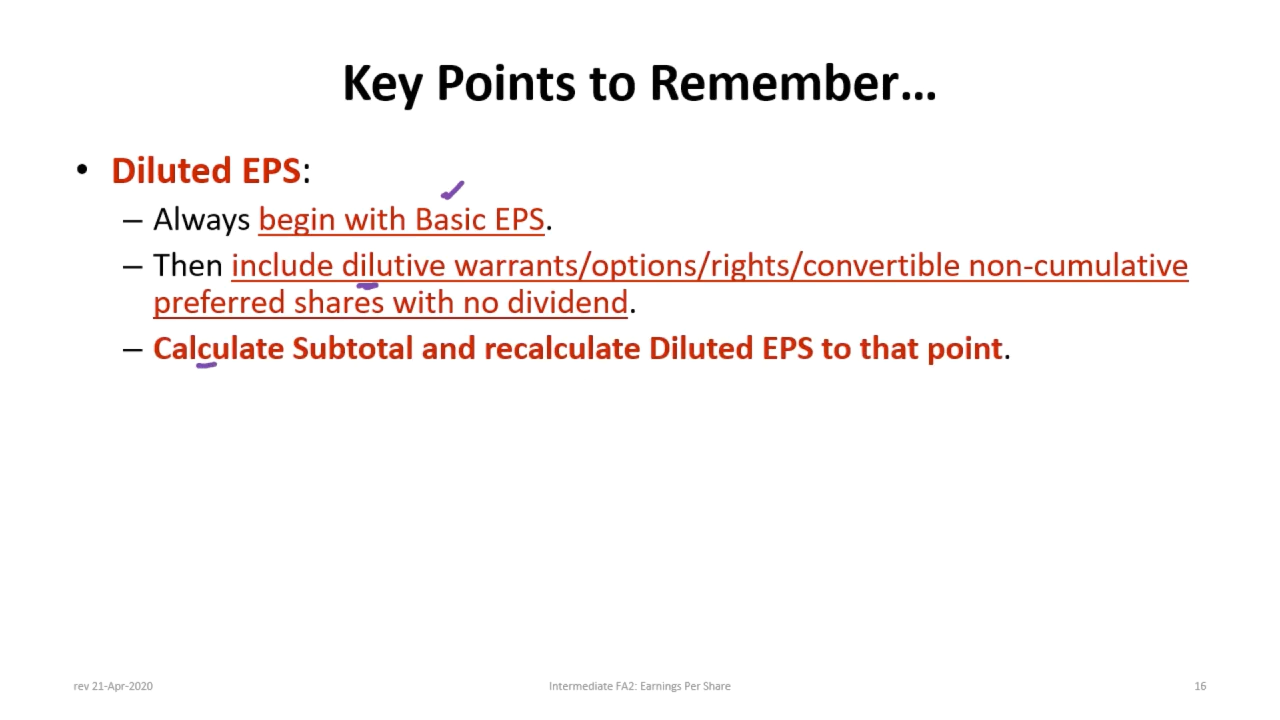 Key Points to Remember…
• Diluted EPS:
– Always begin with Basic EPS.
– Then include dilutive warrants/options/rights/convertible non-cumulative
preferred shares with no dividend.
– Calculate Subtotal and recalculate Diluted EPS to that point.
rev 21-Apr-2020
Intermediate FA2: Earnings Per Share
16